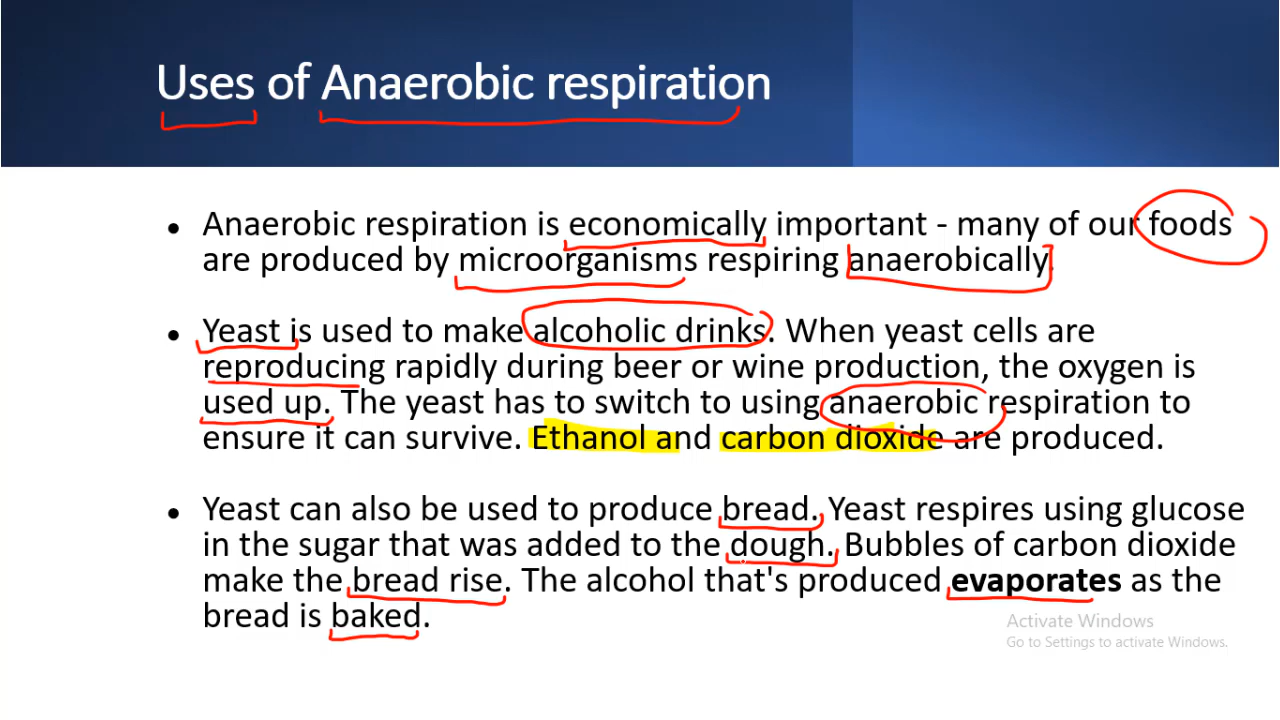 Uses of Anaerobic respiration
• Anaerobic respiration is economically important - many of our foods
are produced by microorganisms respiring anaerobically.
• Yeast is used to make alcoholic drinks. When yeast cells are
reproducing rapidly during beer or wine production, the oxygen is
used up. The yeast has to switch to using anaerobic respiration to
ensure it can survive. Ethanol and carbon dioxide are produced.
• Yeast can also be used to produce bread. Yeast respires using glucose
in the sugar that was added to the dough. Bubbles of carbon dioxide
make the bread rise. The alcohol that's produced evaporates as the
bread is baked.
Activate Windows
Go to Settings to activate Windows.